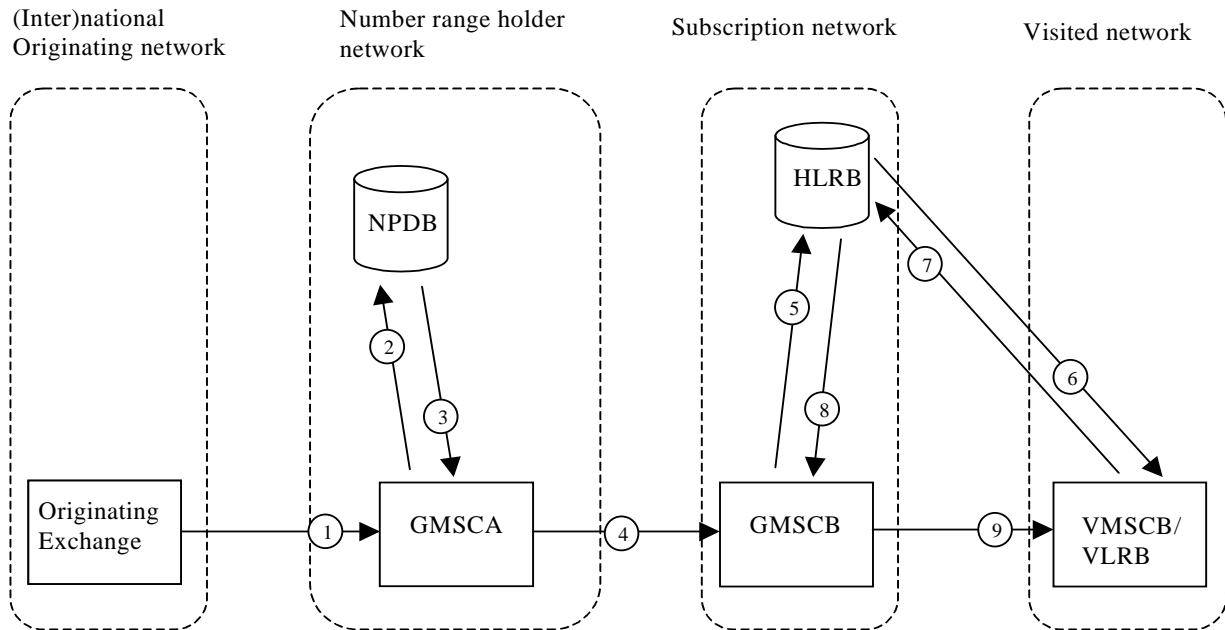 (Inter)national
Originating network
Number range holder
network
Subscription network
Visited network
NPDB
HLRB
2
3
5
8
7
6
Originating
Exchange
1
GMSCA
4
GMSCB
9
VMSCB/
VLRB